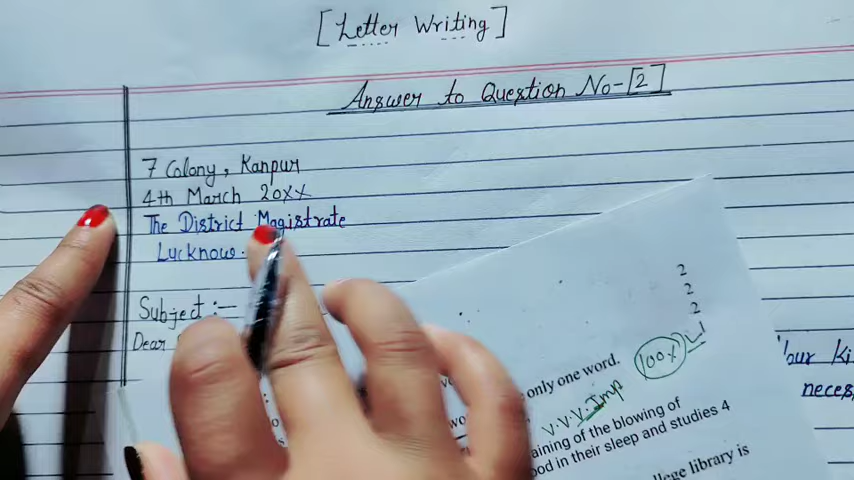 [Letter Writing]
Answer to Question No-[2]
7 Colony, Kanpur
4th March 20XX
The District Magistrate
Lucknow.
Subject :-
Dear
2
2
2
1
100%
only one word.
V.V.V. Imp
aining of the blowing of
ood in their sleep and studies 4
llege library is
neces